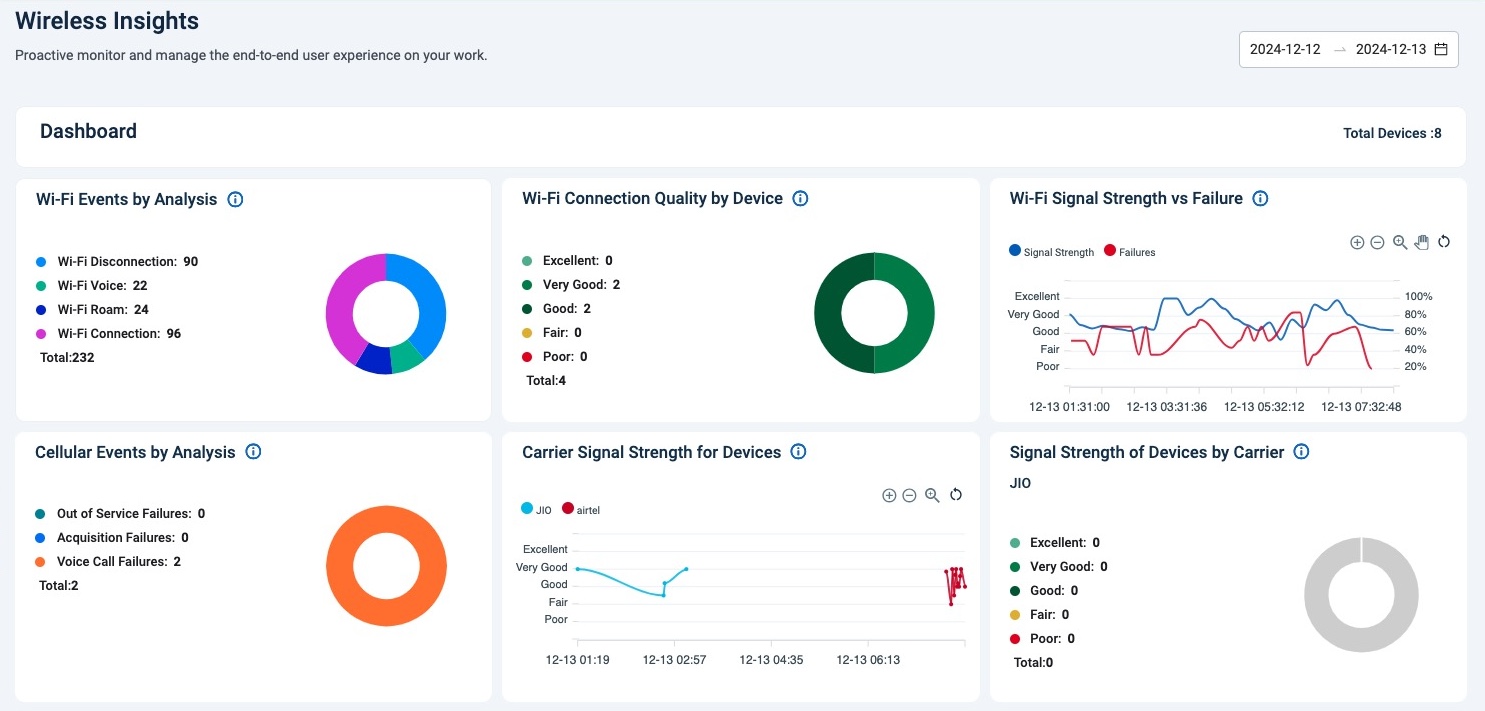 Wireless Insights
Proactive monitor and manage the end-to-end user experience on your work.
2024-12-12 → 2024-12-13
Dashboard
Total Devices :8
Wi-Fi Events by Analysis
Wi-Fi Disconnection: 90
Wi-Fi Voice: 22
Wi-Fi Roam: 24
Wi-Fi Connection: 96
Total:232
Wi-Fi Connection Quality by Device
Excellent: 0
Very Good: 2
Good: 2
Fair: 0
Poor: 0
Total:4
Wi-Fi Signal Strength vs Failure
Signal Strength Failures
Excellent 100%
Very Good 80%
Good 60%
Fair 40%
Poor 20%
12-13 01:31:00 12-13 03:31:36 12-13 05:32:12 12-13 07:32:48
Cellular Events by Analysis
Out of Service Failures: 0
Acquisition Failures: 0
Voice Call Failures: 2
Total:2
Carrier Signal Strength for Devices
JIO airtel
Excellent
Very Good
Good
Fair
Poor
12-13 01:19 12-13 02:57 12-13 04:35 12-13 06:13
Signal Strength of Devices by Carrier
JIO
Excellent: 0
Very Good: 0
Good: 0
Fair: 0
Poor: 0
Total:0